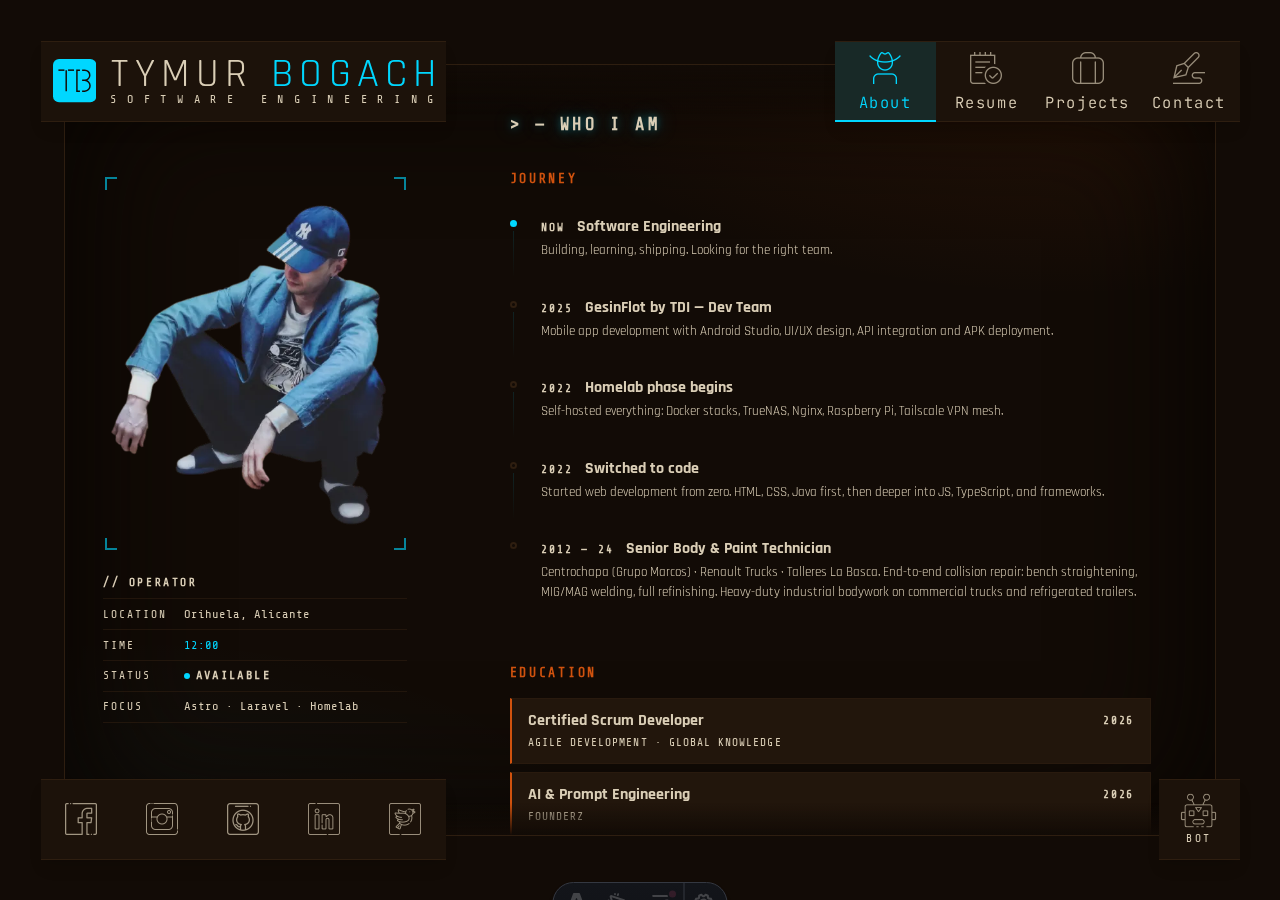 TB TYMUR BOGACH
SOFTWARE ENGINEERING
About
Resume
Projects
Contact
> — WHO I AM
JOURNEY
NOW Software Engineering
Building, learning, shipping. Looking for the right team.
2025 GesinFlot by TDI — Dev Team
Mobile app development with Android Studio, UI/UX design, API integration and APK deployment.
2022 Homelab phase begins
Self-hosted everything: Docker stacks, TrueNAS, Nginx, Raspberry Pi, Tailscale VPN mesh.
2022 Switched to code
Started web development from zero. HTML, CSS, Java first, then deeper into JS, TypeScript, and frameworks.
2012 — 24 Senior Body & Paint Technician
Centrochapa (Grupo Marcos) · Renault Trucks · Talleres La Basca. End-to-end collision repair: bench straightening,
MIG/MAG welding, full refinishing. Heavy-duty industrial bodywork on commercial trucks and refrigerated trailers.
// OPERATOR
LOCATION Orihuela, Alicante
TIME 12:00
STATUS AVAILABLE
FOCUS Astro · Laravel · Homelab
EDUCATION
Certified Scrum Developer 2026
AGILE DEVELOPMENT · GLOBAL KNOWLEDGE
AI & Prompt Engineering 2026
FOUNDERZ
BOT